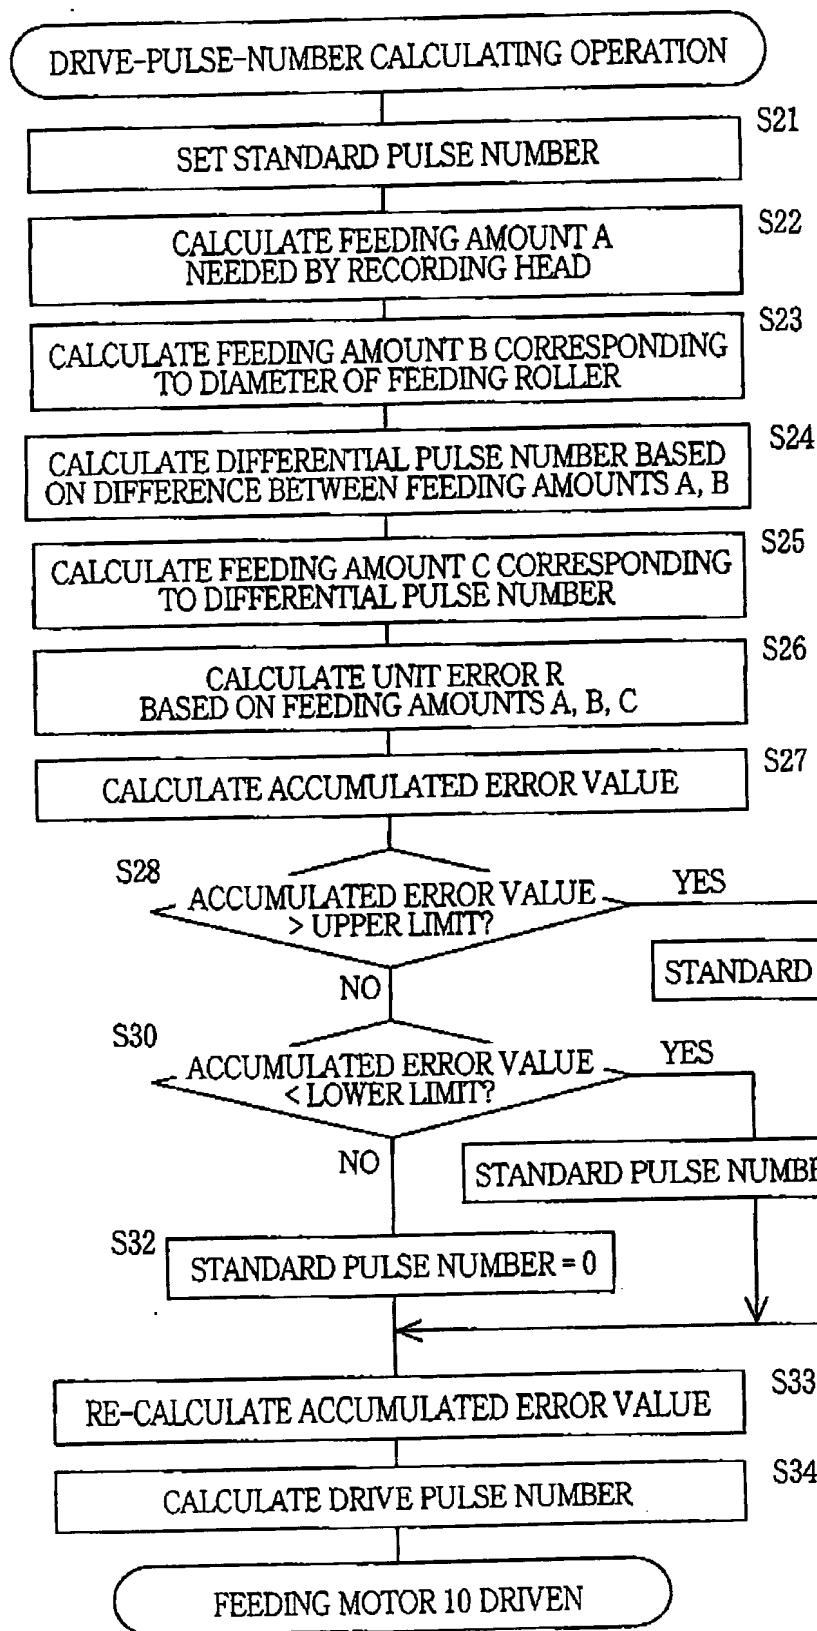 DRIVE-PULSE-NUMBER CALCULATING OPERATION
S21
SET STANDARD PULSE NUMBER
S22
CALCULATE FEEDING AMOUNT A
NEEDED BY RECORDING HEAD
S23
CALCULATE FEEDING AMOUNT B CORRESPONDING
TO DIAMETER OF FEEDING ROLLER
S24
CALCULATE DIFFERENTIAL PULSE NUMBER BASED
ON DIFFERENCE BETWEEN FEEDING AMOUNTS A, B
S25
CALCULATE FEEDING AMOUNT C CORRESPONDING
TO DIFFERENTIAL PULSE NUMBER
S26
CALCULATE UNIT ERROR R
BASED ON FEEDING AMOUNTS A, B, C
S27
CALCULATE ACCUMULATED ERROR VALUE
S28
ACCUMULATED ERROR VALUE
> UPPER LIMIT?
YES
STANDARD
NO
S30
ACCUMULATED ERROR VALUE
< LOWER LIMIT?
YES
STANDARD PULSE
NO
S32
STANDARD PULSE NUMBER = 0
S33
RE-CALCULATE ACCUMULATED ERROR VALUE
S34
CALCULATE DRIVE PULSE NUMBER
FEEDING MOTOR 10 DRIVEN